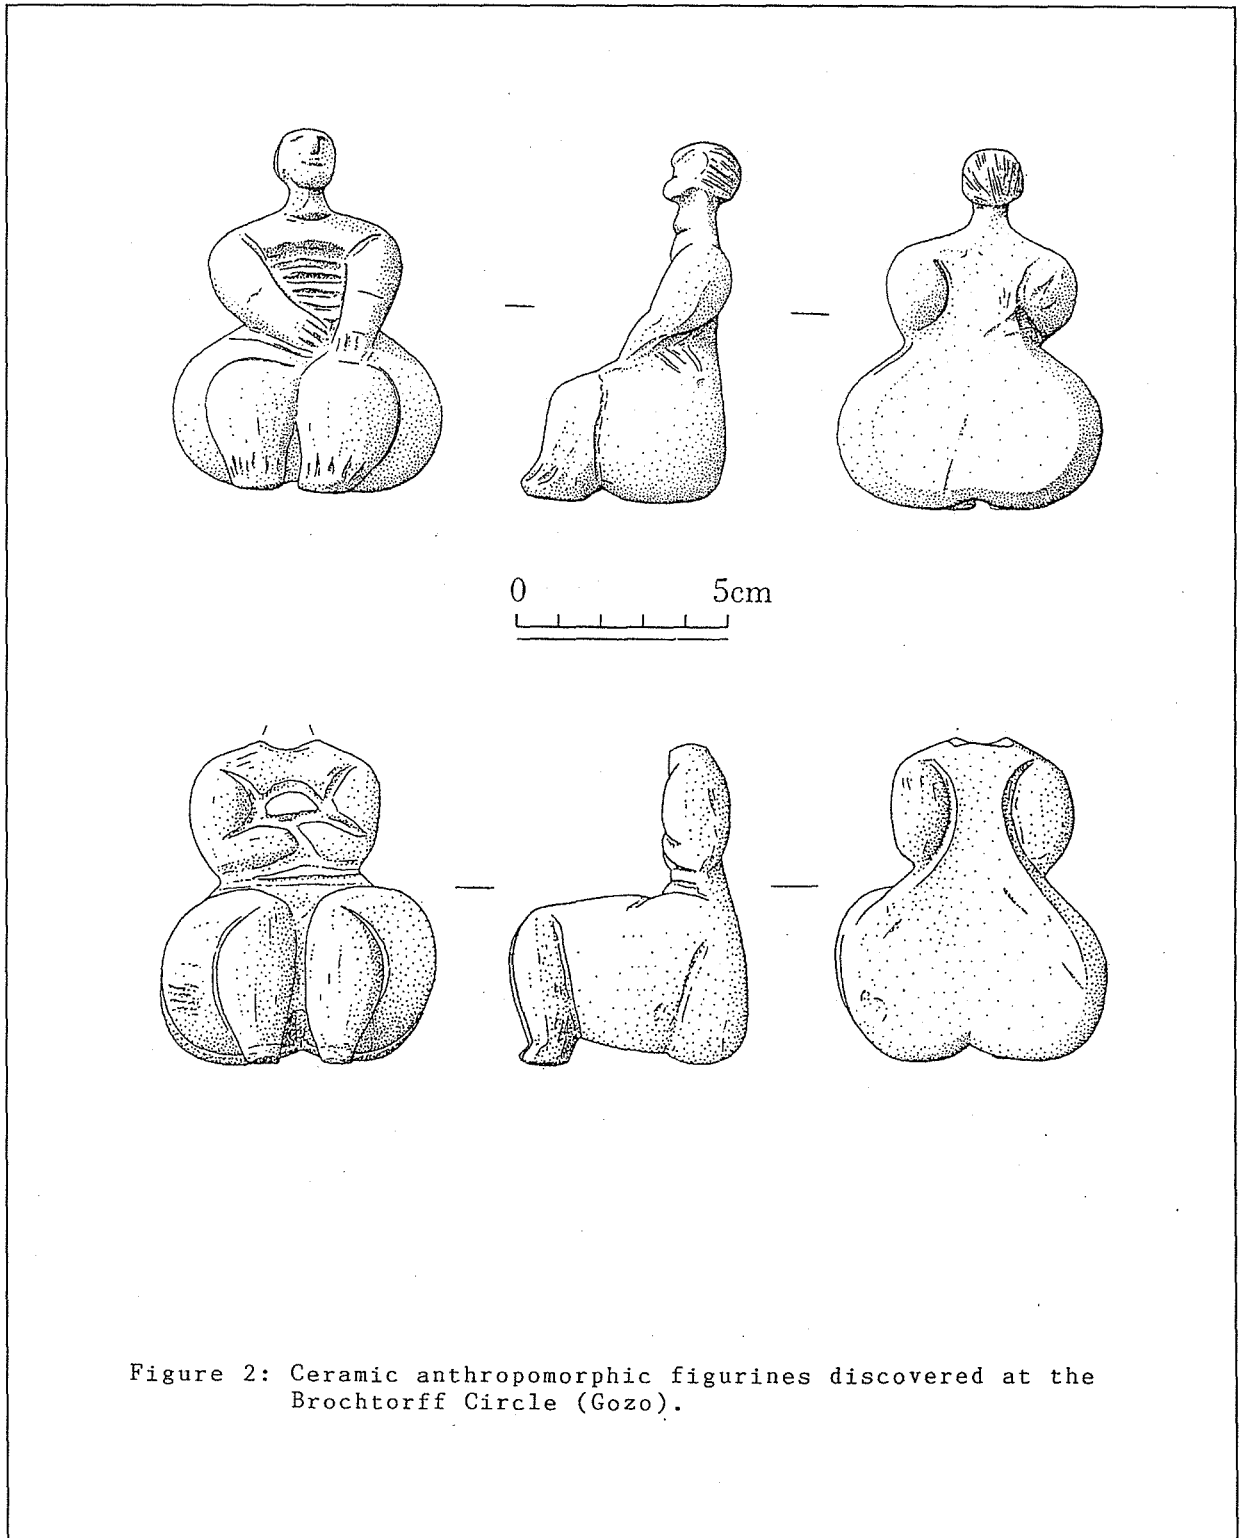 0 5cm
Figure 2: Ceramic anthropomorphic figurines discovered at the
Brochtorff Circle (Gozo).